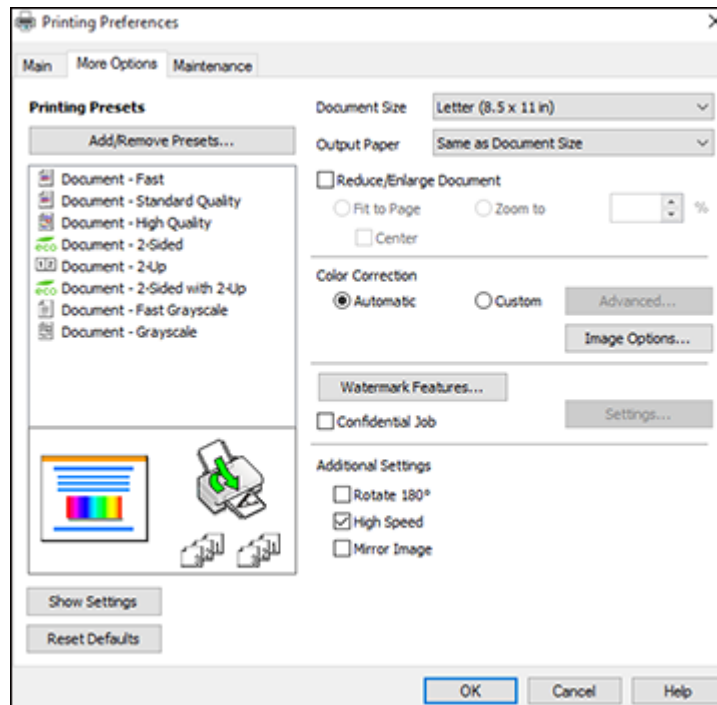 Printing Preferences
Main
More Options
Maintenance
Printing Presets
Add/Remove Presets...
Document - Fast
Document - Standard Quality
Document - High Quality
eco Document - 2-Sided
1 2 Document - 2-Up
eco Document - 2-Sided with 2-Up
Document - Fast Grayscale
Document - Grayscale
Show Settings
Reset Defaults
Document Size
Letter (8.5 x 11 in)
Output Paper
Same as Document Size
Reduce/Enlarge Document
Fit to Page
Zoom to
%
Center
Color Correction
Automatic
Custom
Advanced...
Image Options...
Watermark Features...
Confidential Job
Settings...
Additional Settings
Rotate 180°
High Speed
Mirror Image
OK
Cancel
Help